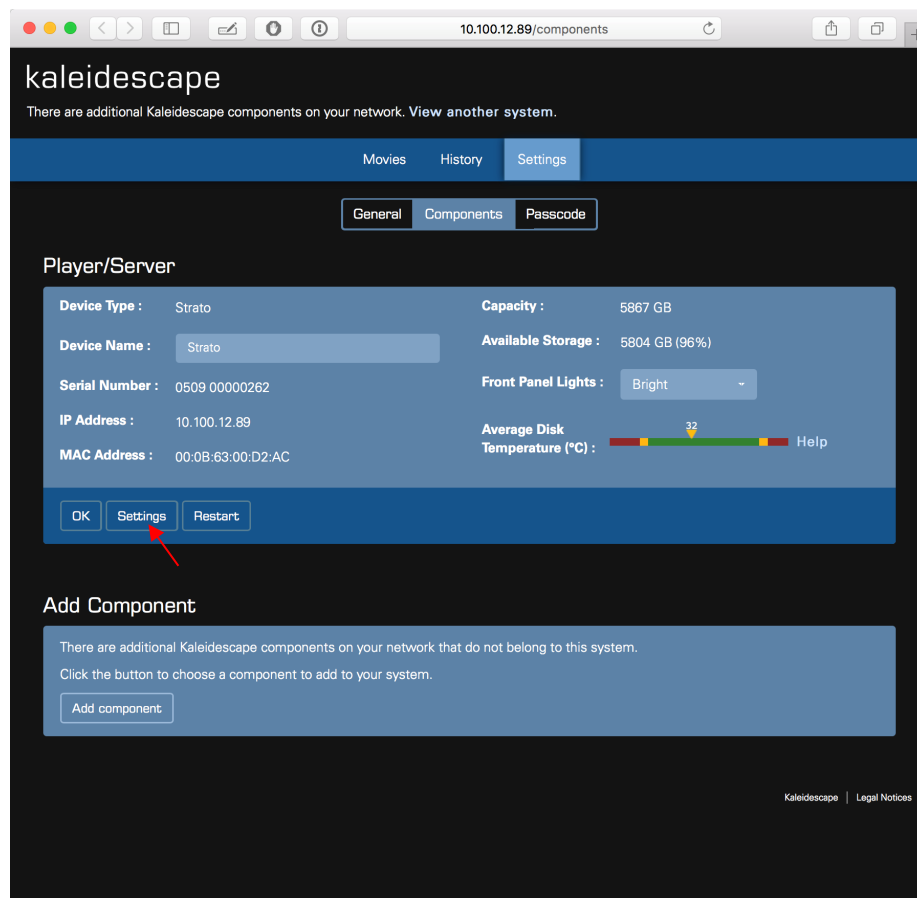 10.100.12.89/components
kaleidescape
There are additional Kaleidescape components on your network. View another system.
Movies History Settings
General Components Passcode
Player/Server
Device Type : Strato
Device Name : Strato
Serial Number : 0509 00000262
IP Address : 10.100.12.89
MAC Address : 00:0B:63:00:D2:AC
Capacity : 5867 GB
Available Storage : 5804 GB (96%)
Front Panel Lights : Bright
Average Disk
Temperature (°C) : 32 Help
OK Settings Restart
Add Component
There are additional Kaleidescape components on your network that do not belong to this system.
Click the button to choose a component to add to your system.
Add component
Kaleidescape | Legal Notices